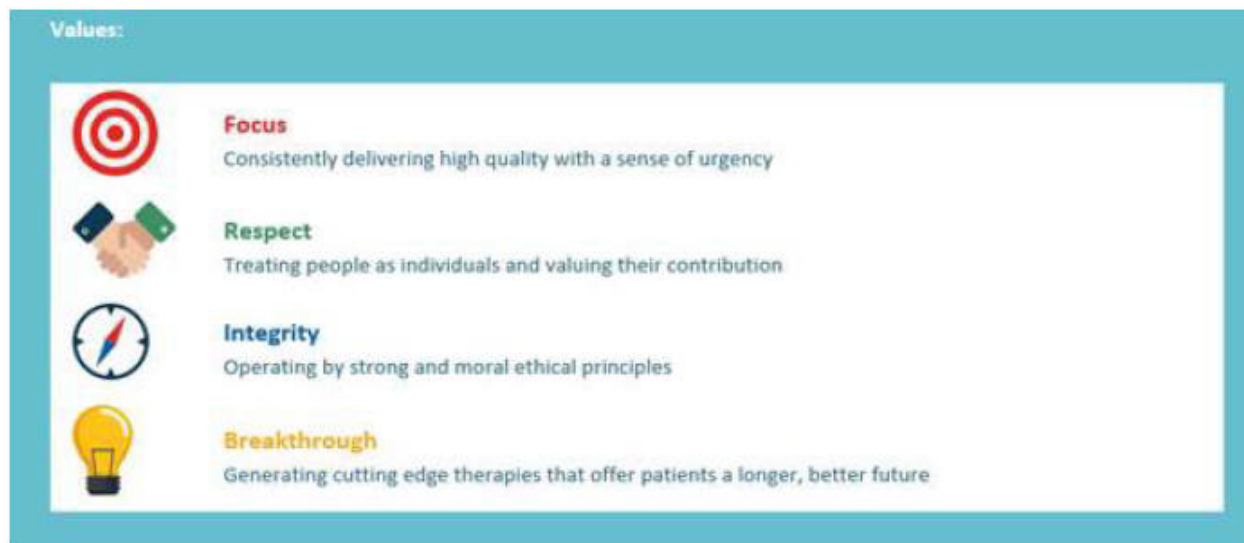 Values:
Focus
Consistently delivering high quality with a sense of urgency
Respect
Treating people as individuals and valuing their contribution
Integrity
Operating by strong and moral ethical principles
Breakthrough
Generating cutting edge therapies that offer patients a longer, better future